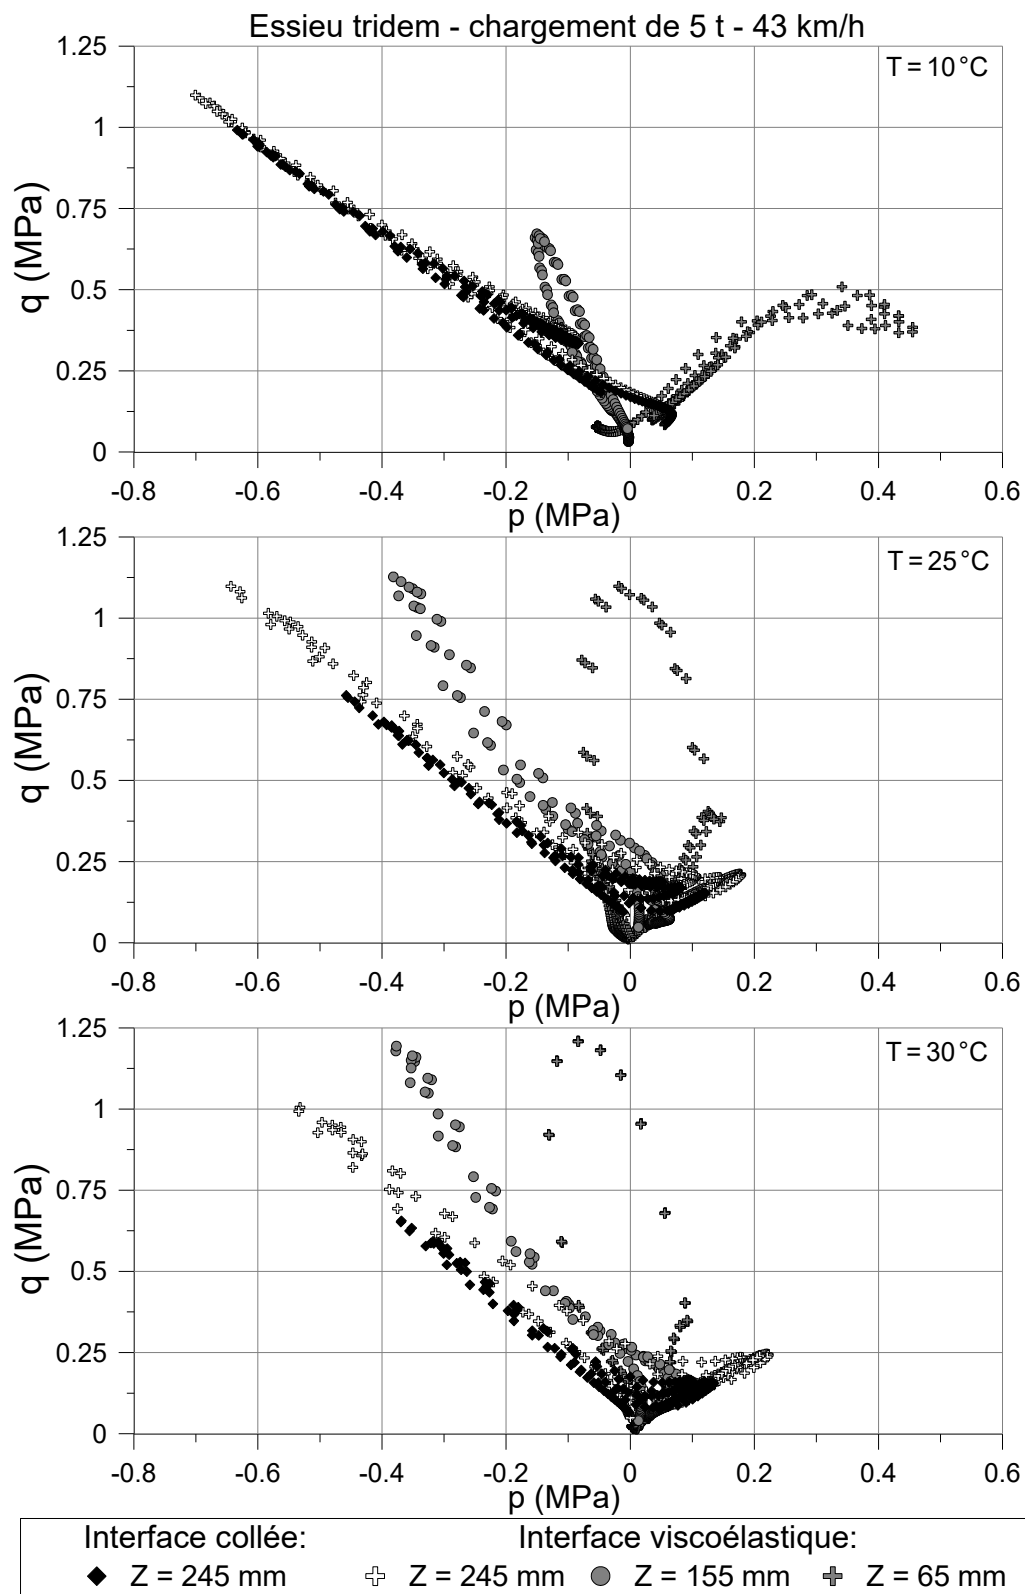 Essieu tridem - chargement de 5 t - 43 km/h
1.25
T = 10 °C
1
0.75
q (MPa)
0.5
0.25
0
-0.8 -0.6 -0.4 -0.2 0 0.2 0.4 0.6
p (MPa)
1.25
T = 25 °C
1
0.75
q (MPa)
0.5
0.25
0
-0.8 -0.6 -0.4 -0.2 0 0.2 0.4 0.6
p (MPa)
1.25
T = 30 °C
1
0.75
q (MPa)
0.5
0.25
0
-0.8 -0.6 -0.4 -0.2 0 0.2 0.4 0.6
p (MPa)
Interface collée: Interface viscoélastique:
Z = 245 mm Z = 245 mm Z = 155 mm Z = 65 mm